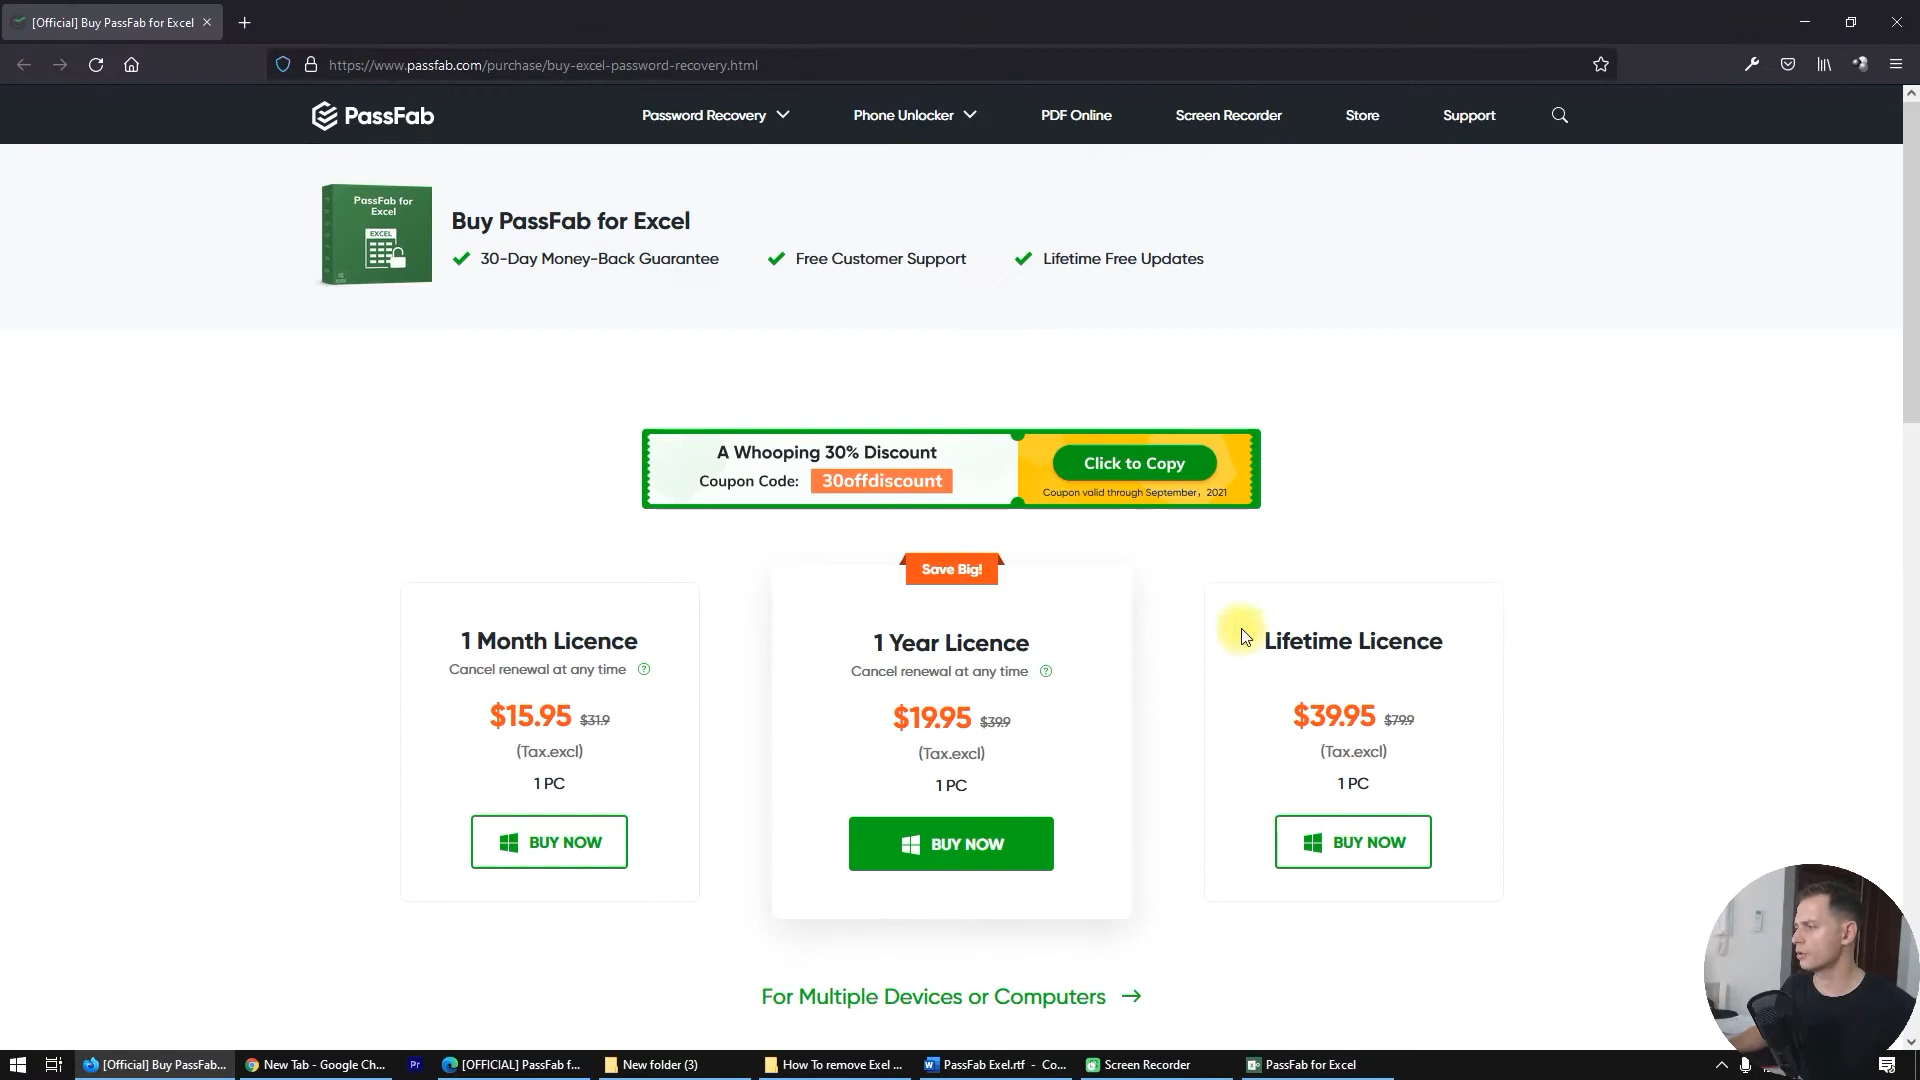 [Official] Buy PassFab for Excel
https://www.passfab.com/purchase/buy-excel-password-recovery.html
PassFab
Password Recovery
Phone Unlocker
PDF Online
Screen Recorder
Store
Support
PassFab for
Excel
EXCEL
Buy PassFab for Excel
30-Day Money-Back Guarantee
Free Customer Support
Lifetime Free Updates
A Whooping 30% Discount
Coupon Code: 30offdiscount
Click to Copy
Coupon valid through September, 2021
Save Big!
1 Month Licence
Cancel renewal at any time ?
$15.95 $31.9
(Tax.excl)
1 PC
BUY NOW
1 Year Licence
Cancel renewal at any time ?
$19.95 $39.9
(Tax.excl)
1 PC
BUY NOW
Lifetime Licence
$39.95 $79.9
(Tax.excl)
1 PC
BUY NOW
For Multiple Devices or Computers
[Official] Buy PassFab...
New Tab - Google Ch...
Pr
[OFFICIAL] PassFab f...
New folder (3)
How To remove Exel ...
PassFab Exel.rtf - Co...
Screen Recorder
PassFab for Excel